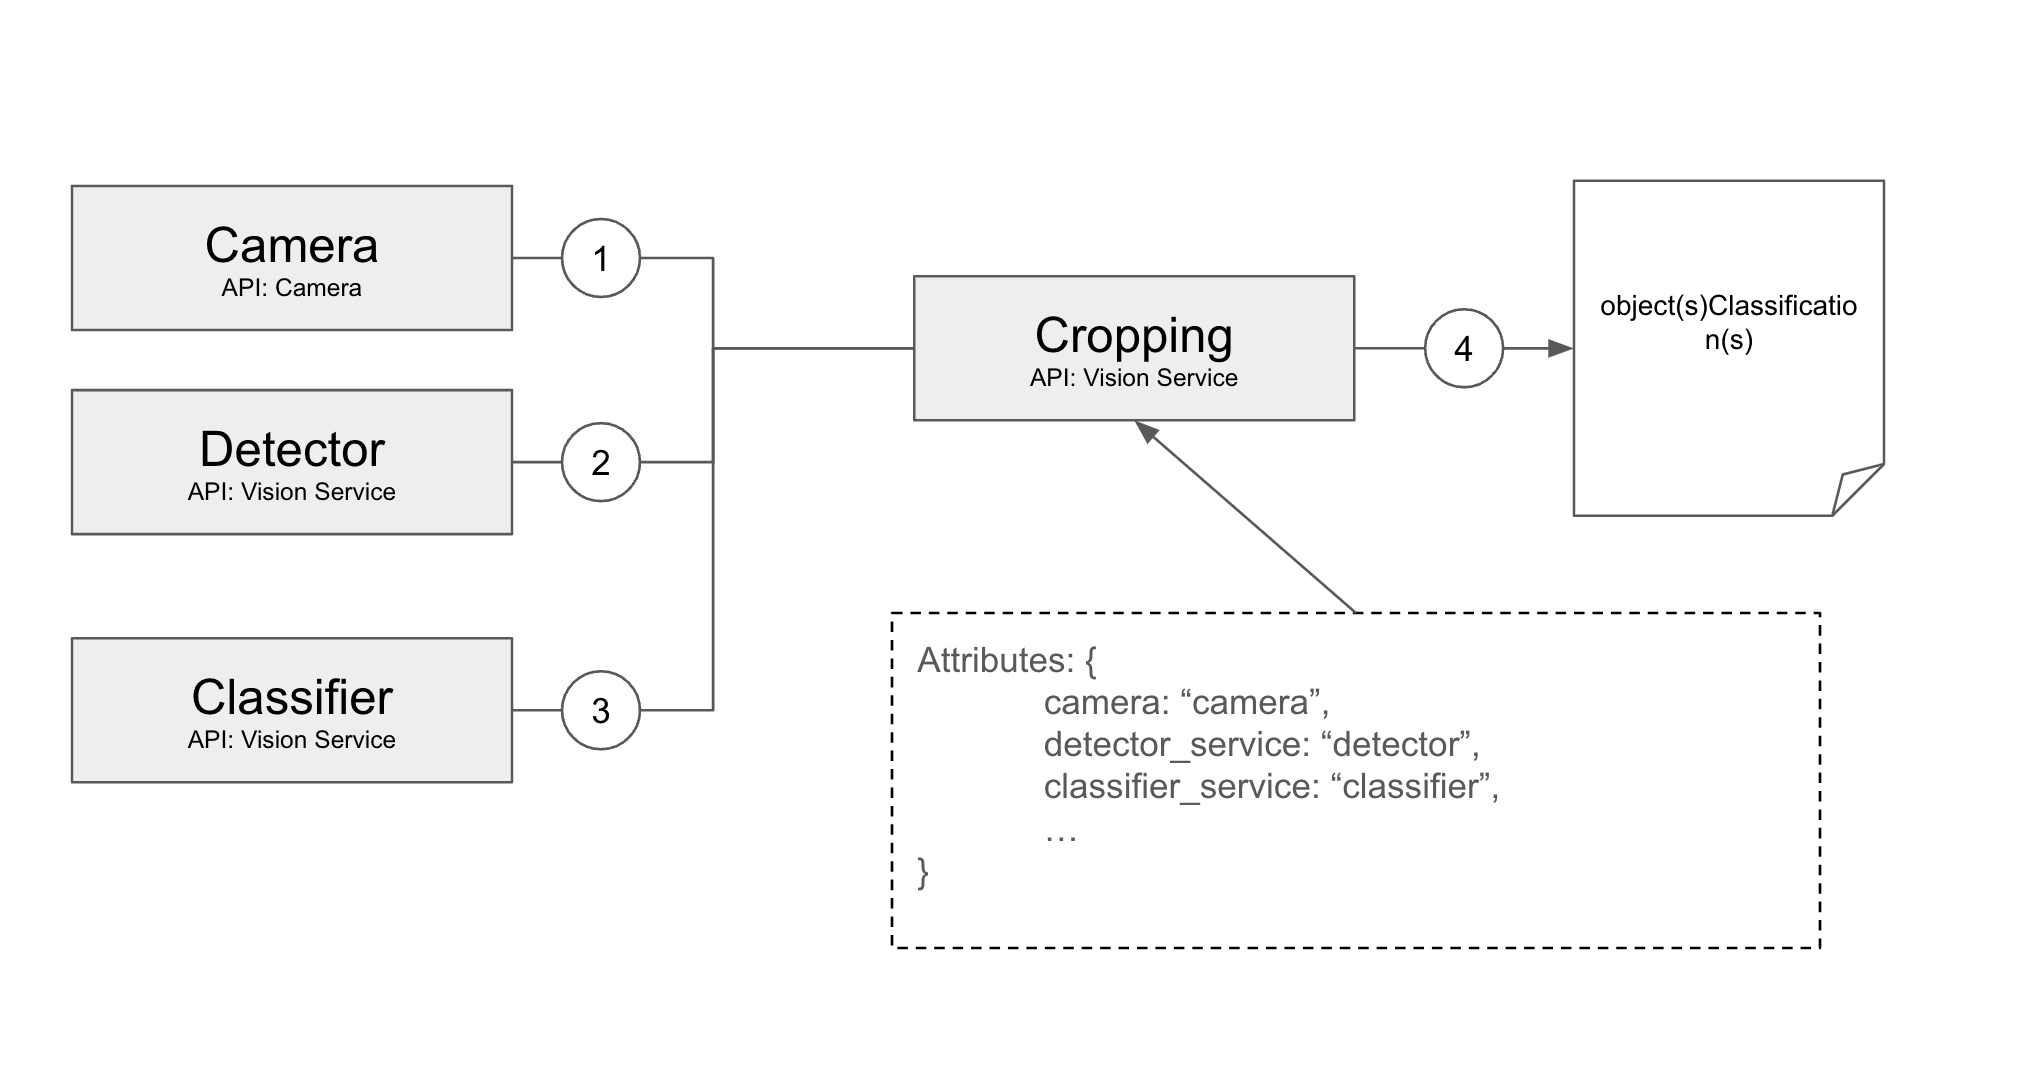 Camera
API: Camera
1
Detector
API: Vision Service
2
Classifier
API: Vision Service
3
Cropping
API: Vision Service
4
object(s)Classificatio
n(s)
Attributes: {
camera: “camera”,
detector_service: “detector”,
classifier_service: “classifier”,
…
}